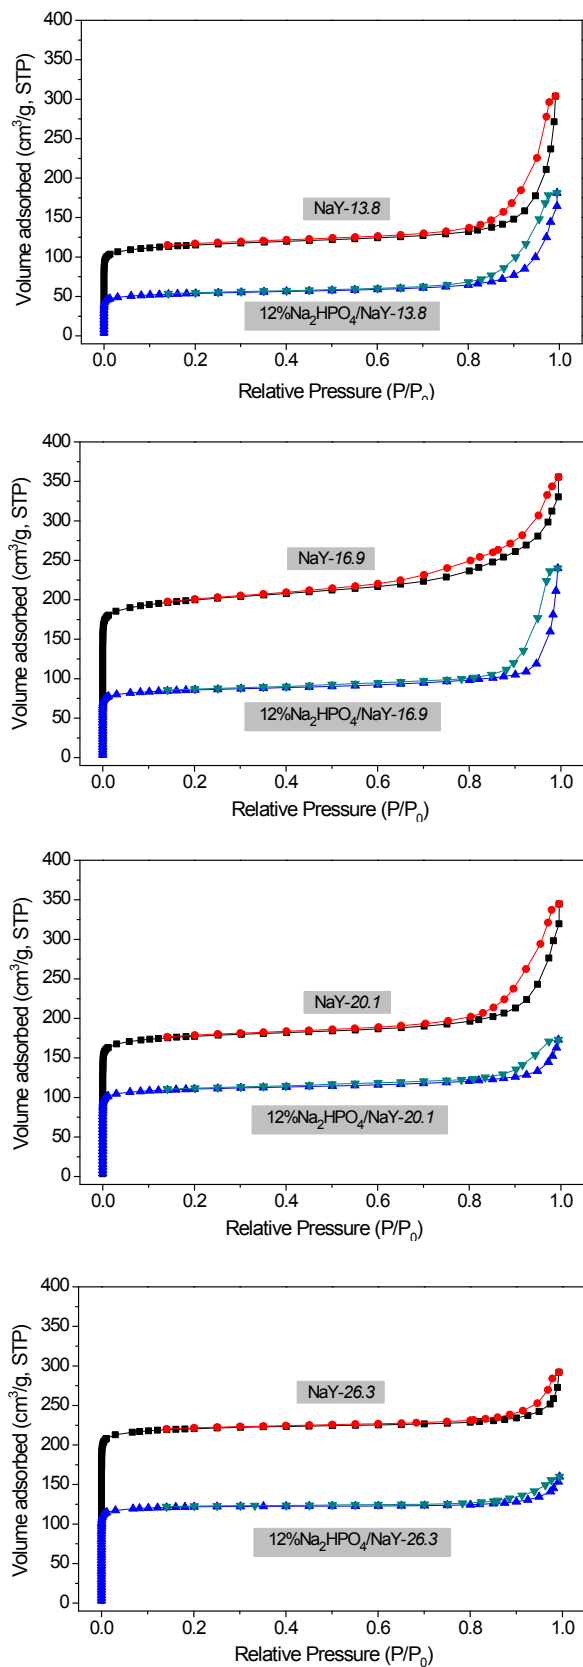 400
350
300
250
200
150
100
50
0
Volume adsorbed (cm³/g, STP)
NaY-13.8
12%Na₂HPO₄/NaY-13.8
0.0 0.2 0.4 0.6 0.8 1.0
Relative Pressure (P/P₀)
400
350
300
250
200
150
100
50
0
Volume adsorbed (cm³/g, STP)
NaY-16.9
12%Na₂HPO₄/NaY-16.9
0.0 0.2 0.4 0.6 0.8 1.0
Relative Pressure (P/P₀)
400
350
300
250
200
150
100
50
0
Volume adsorbed (cm³/g, STP)
NaY-20.1
12%Na₂HPO₄/NaY-20.1
0.0 0.2 0.4 0.6 0.8 1.0
Relative Pressure (P/P₀)
400
350
300
250
200
150
100
50
0
Volume adsorbed (cm³/g, STP)
NaY-26.3
12%Na₂HPO₄/NaY-26.3
0.0 0.2 0.4 0.6 0.8 1.0
Relative Pressure (P/P₀)